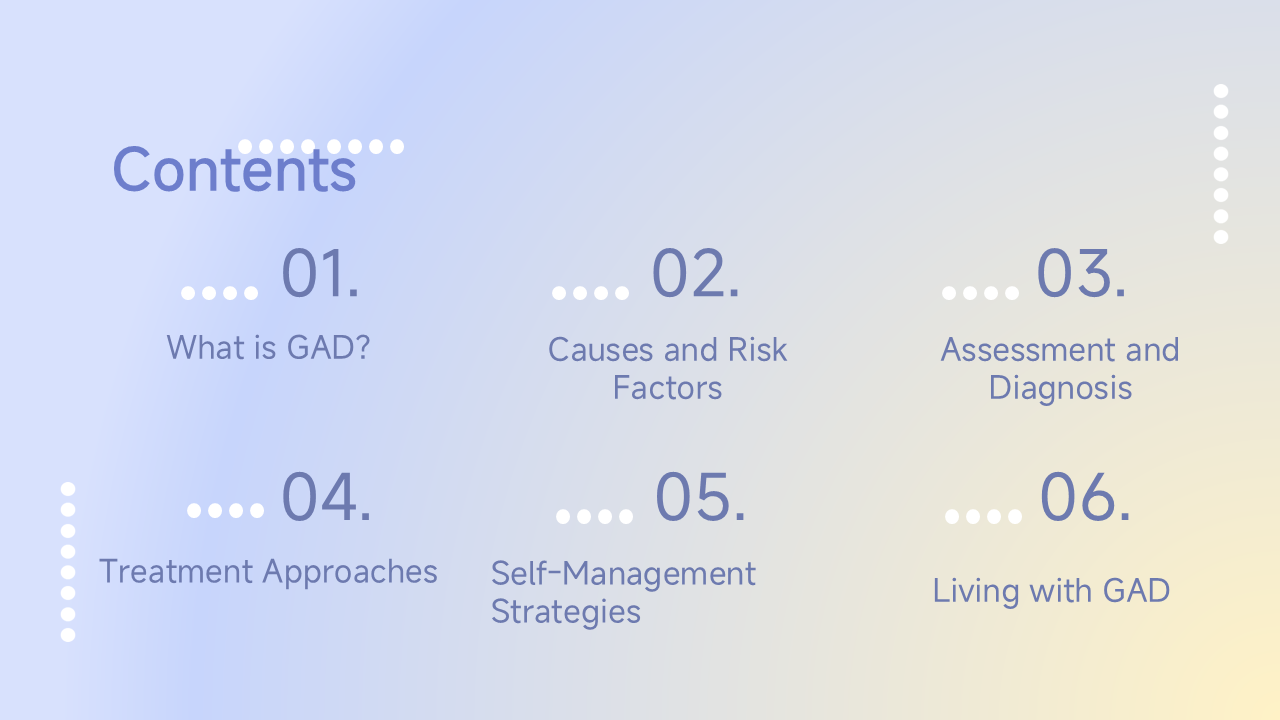 Contents
01.
What is GAD?
02.
Causes and Risk
Factors
03.
Assessment and
Diagnosis
04.
Treatment Approaches
05.
Self-Management
Strategies
06.
Living with GAD